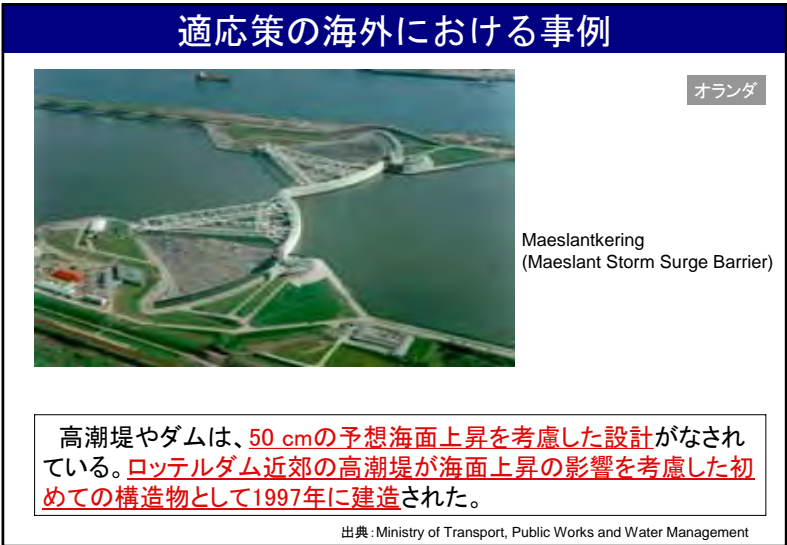 適応策の海外における事例
オランダ
Maeslantkering
(Maeslant Storm Surge Barrier)
高潮堤やダムは、50 cmの予想海面上昇を考慮した設計がなされ
ている。ロッテルダム近郊の高潮堤が海面上昇の影響を考慮した初
めての構造物として1997年に建造された。
出典：Ministry of Transport, Public Works and Water Management